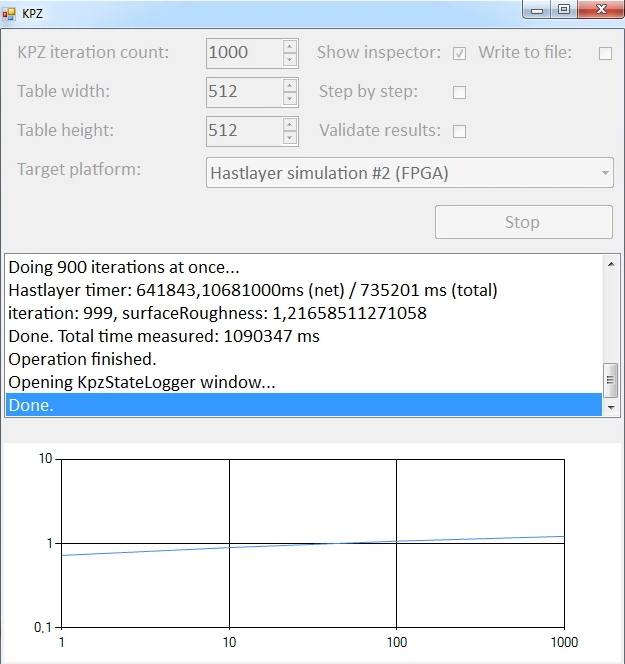 KPZ
KPZ iteration count: 1000 Show inspector: Write to file:
Table width: 512 Step by step:
Table height: 512 Validate results:
Target platform: Hastlayer simulation #2 (FPGA)
Stop
Doing 900 iterations at once...
Hastlayer timer: 641843,10681000ms (net) / 735201 ms (total)
iteration: 999, surfaceRoughness: 1,21658511271058
Done. Total time measured: 1090347 ms
Operation finished.
Opening KpzStateLogger window...
Done.
10
1
0,1
1 10 100 1000